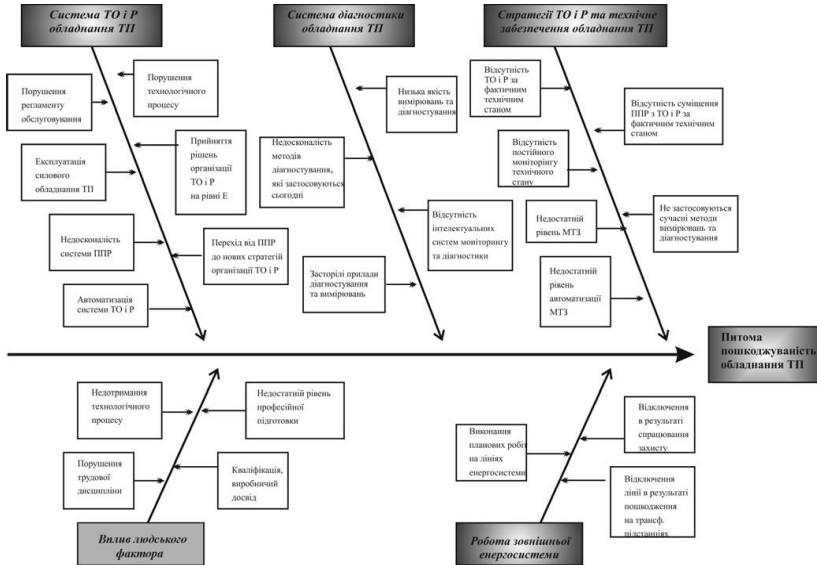 Система ТО і Р
обладнання ТП
Система діагностики
обладнання ТП
Стратегії ТО і Р та технічне
забезпечення обладнання ТП
Порушення
регламенту
обслуговування
Порушення
технологічного
процесу
Експлуатація
силового
обладнання ТП
Прийняття
рішень
організації
ТО і Р
на рівні Е
Недосконалість
системи ППР
Перехід від ППР
до нових стратегій
організації ТО і Р
Автоматизація
системи ТО і Р
Низька якість
вимірювань та
діагностування
Недосконалість
методів
діагностування,
які застосовуються
сьогодні
Відсутність
інтелектуальних
систем моніторингу
та діагностики
Засторілі прилади
діагностування
та вимірювань
Відсутність
ТО і Р за
фактичним
технічним
станом
Відсутність суміщення
ППР з ТО і Р за
фактичним технічним
станом
Відсутність
постійного
моніторінгу
технічного
стану
Не застосовуються
сучасні методи
вимірювань та
діагностування
Недостатній
рівень МТЗ
Недостатній
рівень
автоматизації
МТЗ
Питома
пошкоджуваність
обладнання ТП
Недотримання
технологічного
процесу
Недостатній рівень
професійної
підготовки
Порушення
трудової
дисципліни
Кваліфікація,
виробничий
досвід
Вплив людського
фактора
Виконання
планових робіт
на лініях
енергосистеми
Відключення
в результаті
спрацювання
захисту
Відключення
лінії в результаті
пошкодження
на трансф.
підстанціях
Робота зовнішньої
енергосистеми